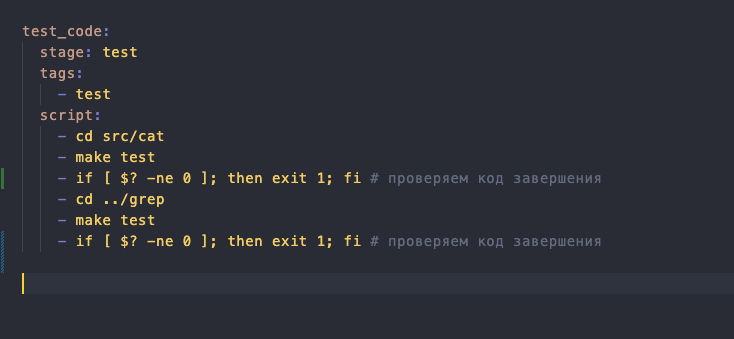 test_code:
stage: test
tags:
- test
script:
- cd src/cat
- make test
- if [ $? -ne 0 ]; then exit 1; fi # проверяем код завершения
- cd ../grep
- make test
- if [ $? -ne 0 ]; then exit 1; fi # проверяем код завершения